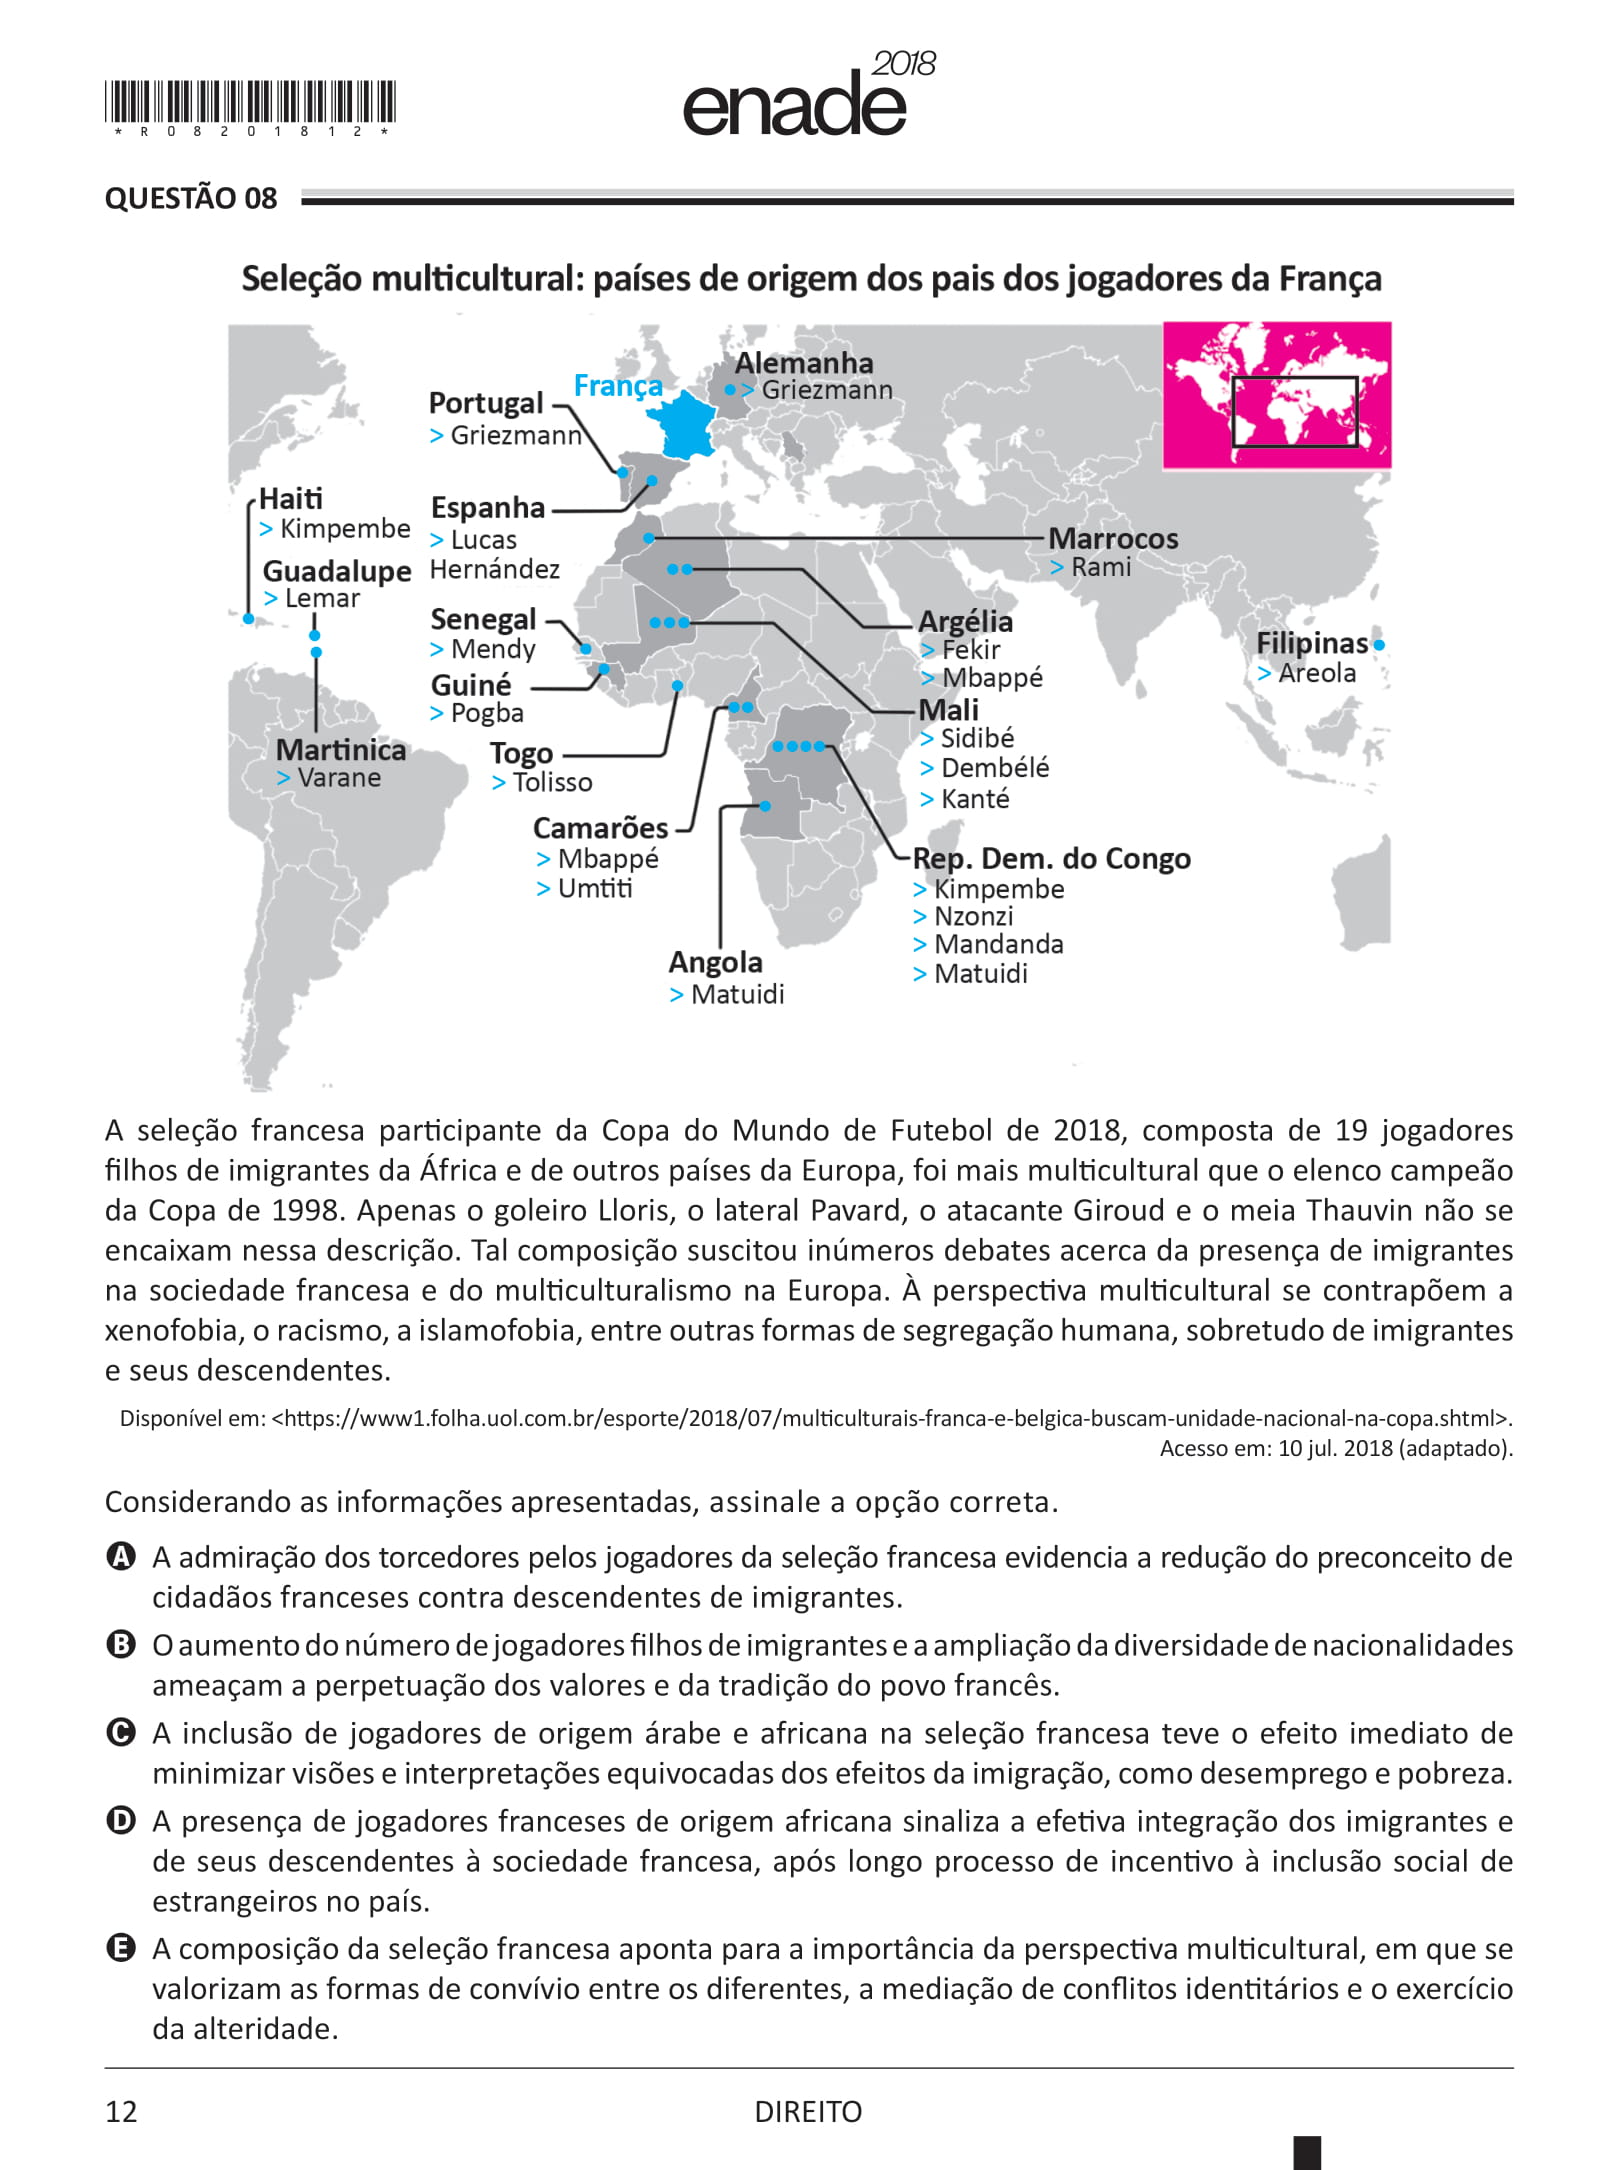 *R08201812*
enade 2018
QUESTÃO 08
Seleção multicultural: países de origem dos pais dos jogadores da França
Alemanha
> Griezmann
França
Portugal
> Griezmann
Haiti
> Kimpembe
Espanha
> Lucas
Hernández
Marrocos
> Rami
Guadalupe
> Lemar
Senegal
> Mendy
Argélia
> Fekir
> Mbappé
Filipinas
> Areola
Guiné
> Pogba
Mali
> Sidibé
> Dembélé
> Kanté
Martinica
> Varane
Togo
> Tolisso
Camarões
> Mbappé
> Umtiti
Rep. Dem. do Congo
> Kimpembe
> Nzonzi
> Mandanda
> Matuidi
Angola
> Matuidi
A seleção francesa participante da Copa do Mundo de Futebol de 2018, composta de 19 jogadores
filhos de imigrantes da África e de outros países da Europa, foi mais multicultural que o elenco campeão
da Copa de 1998. Apenas o goleiro Lloris, o lateral Pavard, o atacante Giroud e o meia Thauvin não se
encaixam nessa descrição. Tal composição suscitou inúmeros debates acerca da presença de imigrantes
na sociedade francesa e do multiculturalismo na Europa. À perspectiva multicultural se contrapõem a
xenofobia, o racismo, a islamofobia, entre outras formas de segregação humana, sobretudo de imigrantes
e seus descendentes.
Disponível em: <https://www1.folha.uol.com.br/esporte/2018/07/multiculturais-franca-e-belgica-buscam-unidade-nacional-na-copa.shtml>.
Acesso em: 10 jul. 2018 (adaptado).
Considerando as informações apresentadas, assinale a opção correta.
A A admiração dos torcedores pelos jogadores da seleção francesa evidencia a redução do preconceito de
cidadãos franceses contra descendentes de imigrantes.
B O aumento do número de jogadores filhos de imigrantes e a ampliação da diversidade de nacionalidades
ameaçam a perpetuação dos valores e da tradição do povo francês.
C A inclusão de jogadores de origem árabe e africana na seleção francesa teve o efeito imediato de
minimizar visões e interpretações equivocadas dos efeitos da imigração, como desemprego e pobreza.
D A presença de jogadores franceses de origem africana sinaliza a efetiva integração dos imigrantes e
de seus descendentes à sociedade francesa, após longo processo de incentivo à inclusão social de
estrangeiros no país.
E A composição da seleção francesa aponta para a importância da perspectiva multicultural, em que se
valorizam as formas de convívio entre os diferentes, a mediação de conflitos identitários e o exercício
da alteridade.
12
DIREITO